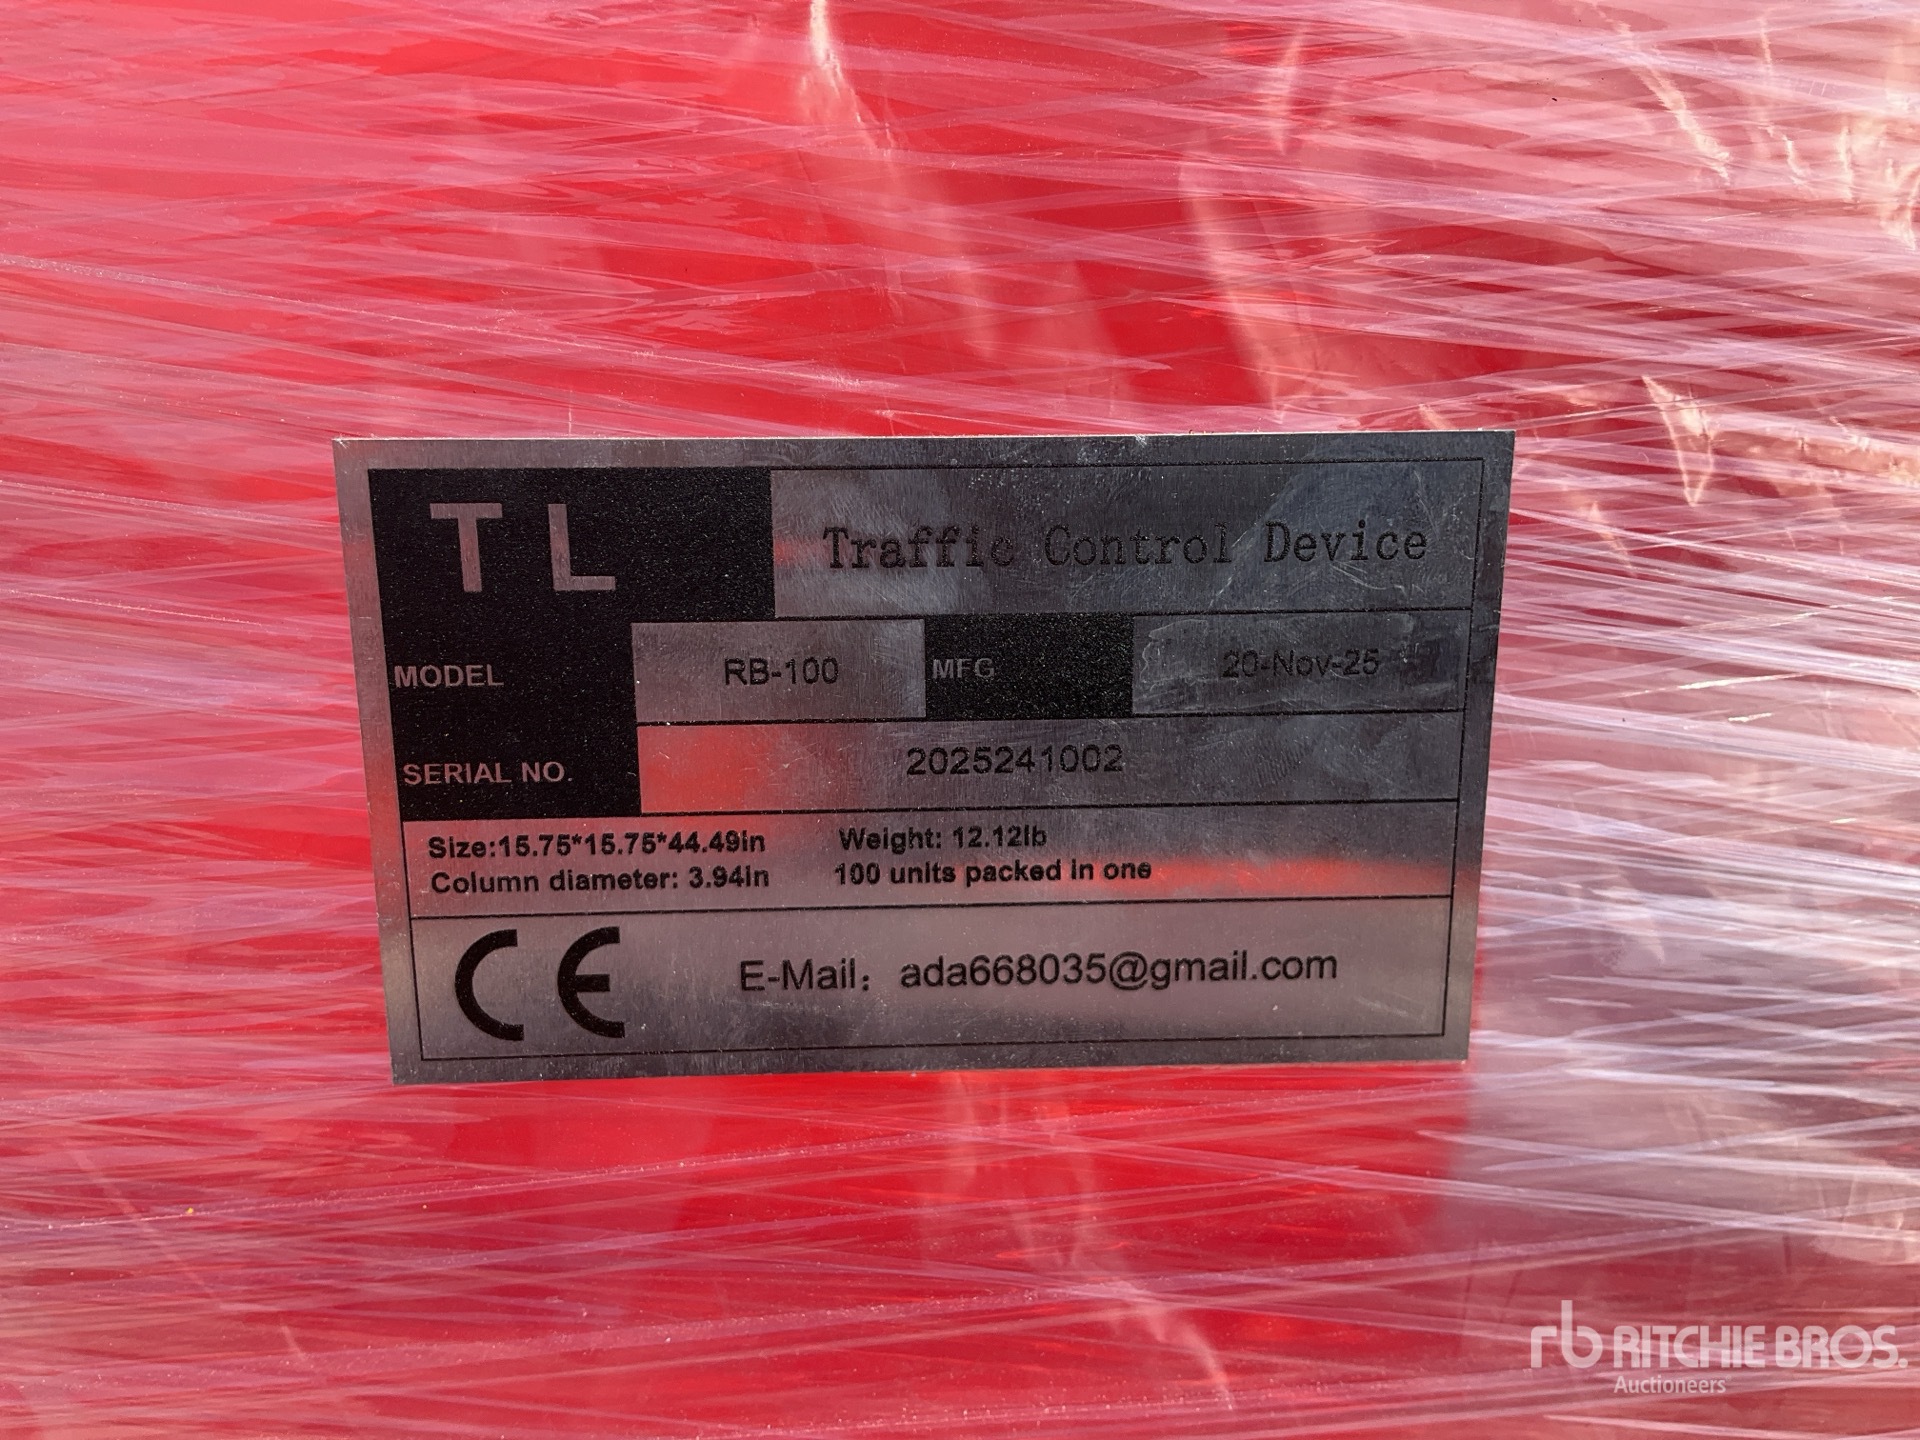 TL Traffic Control Device
MODEL RB-100 MFG 20-Nov-25
SERIAL NO. 2025241002
Size:15.75*15.75*44.49in Weight: 12.12lb
Column diameter: 3.94in 100 units packed in one
CE E-Mail: ada668035@gmail.com
rb RITCHIE BROS.
Auctioneers